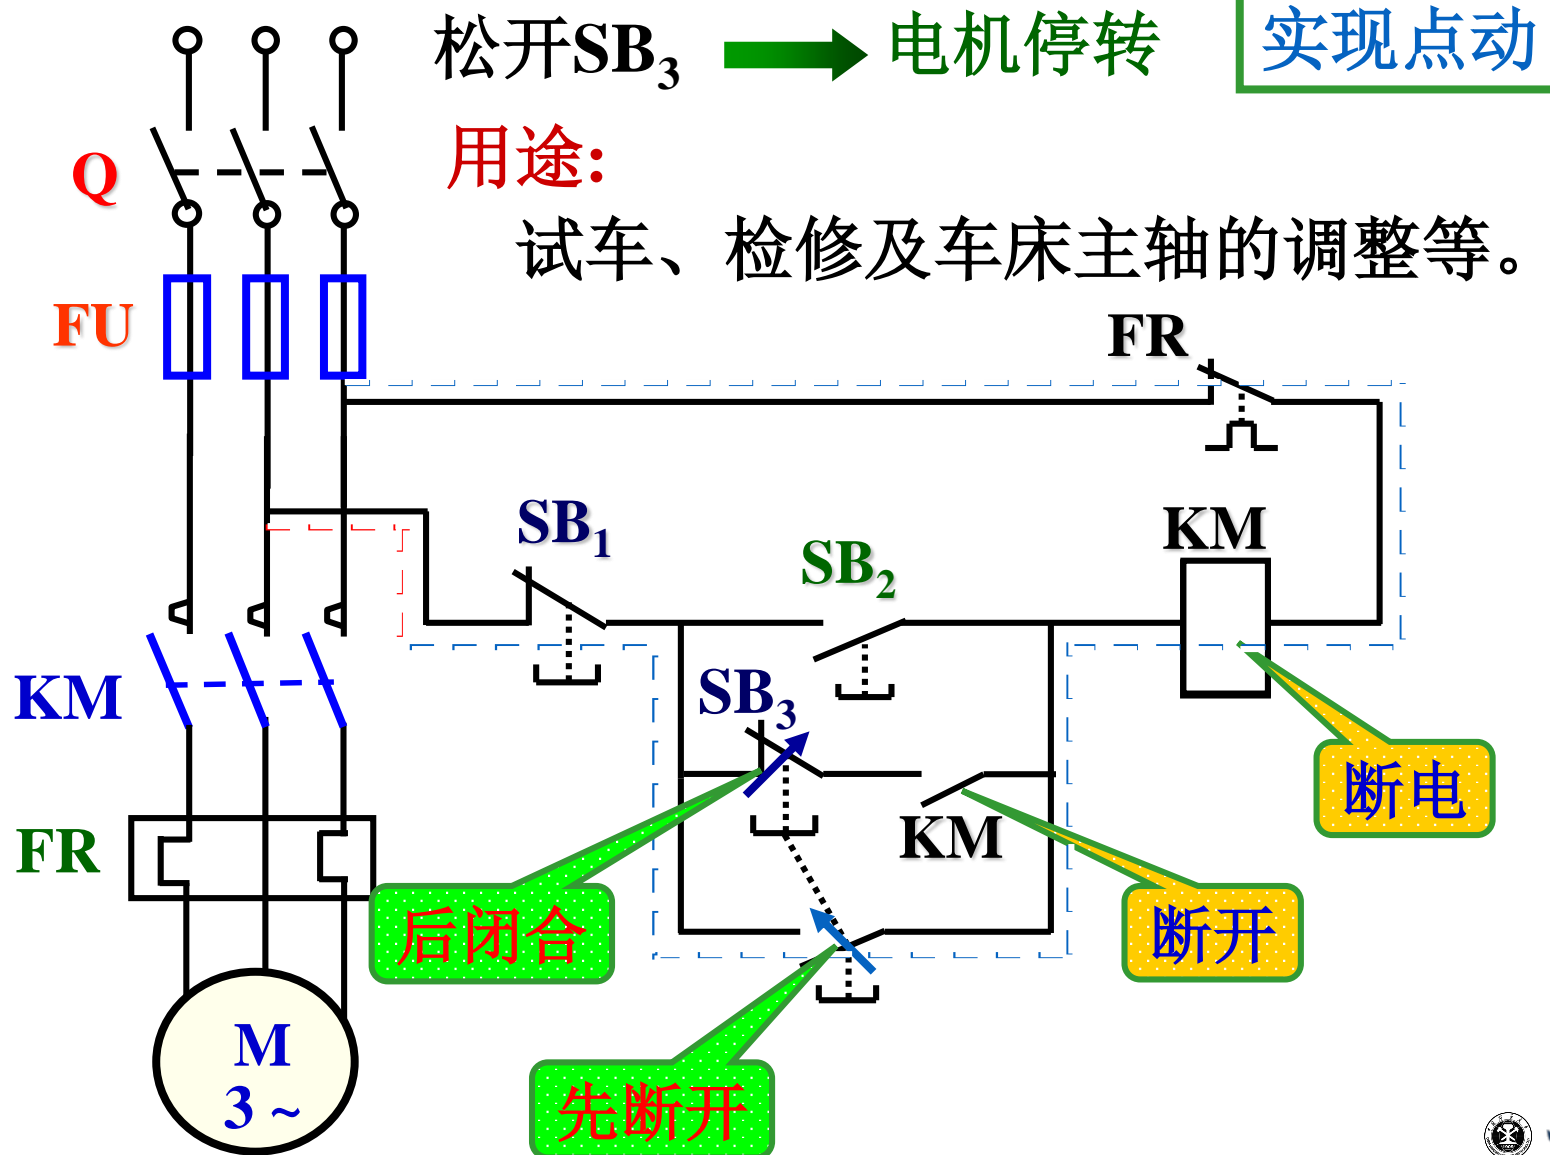 松开SB3 电机停转 实现点动
用途:
试车、检修及车床主轴的调整等。
Q
FU
FR
SB1
KM
SB2
KM
SB3
断电
KM
FR
后闭合
断开
M
3~
先断开